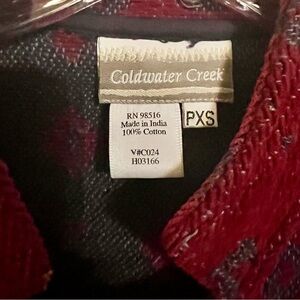 Coldwater Creek
RN 98516
Made in India
100% Cotton
PXS
V#C024
H03166